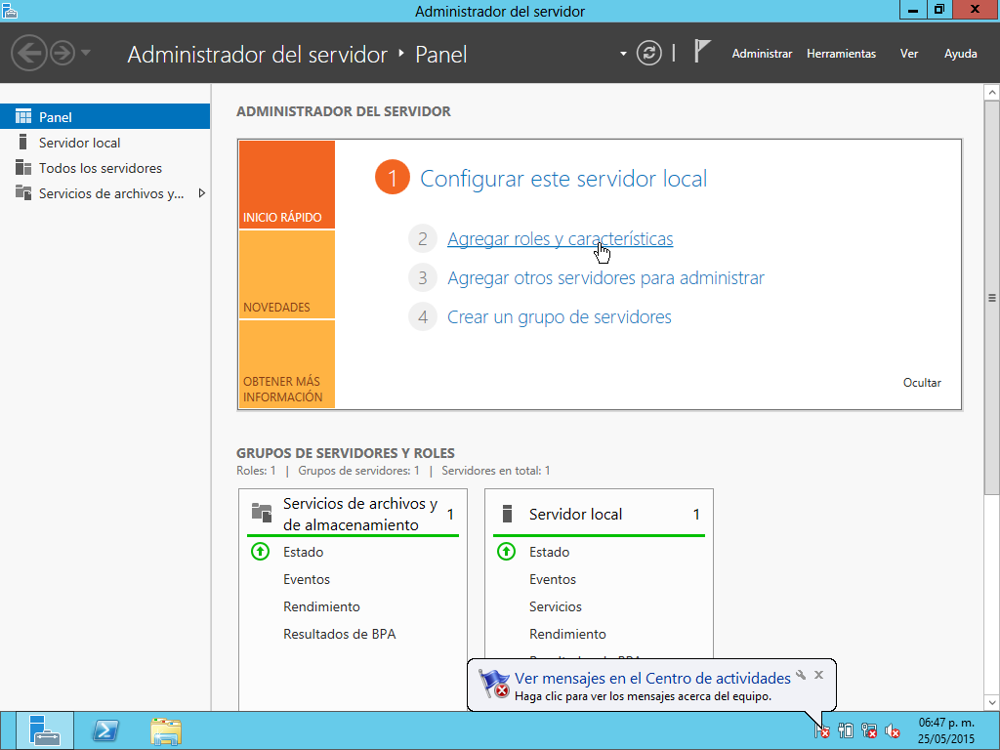 Administrador del servidor
Administrador del servidor ‣ Panel
Administrar Herramientas Ver Ayuda
Panel
Servidor local
Todos los servidores
Servicios de archivos y...
ADMINISTRADOR DEL SERVIDOR
INICIO RÁPIDO
NOVEDADES
OBTENER MÁS
INFORMACIÓN
1 Configurar este servidor local
2 Agregar roles y características
3 Agregar otros servidores para administrar
4 Crear un grupo de servidores
Ocultar
GRUPOS DE SERVIDORES Y ROLES
Roles: 1 | Grupos de servidores: 1 | Servidores en total: 1
Servicios de archivos y
de almacenamiento
1
Estado
Eventos
Rendimiento
Resultados de BPA
Servidor local 1
Estado
Eventos
Servicios
Rendimiento
Ver mensajes en el Centro de actividades
Haga clic para ver los mensajes acerca del equipo.
06:47 p. m.
25/05/2015